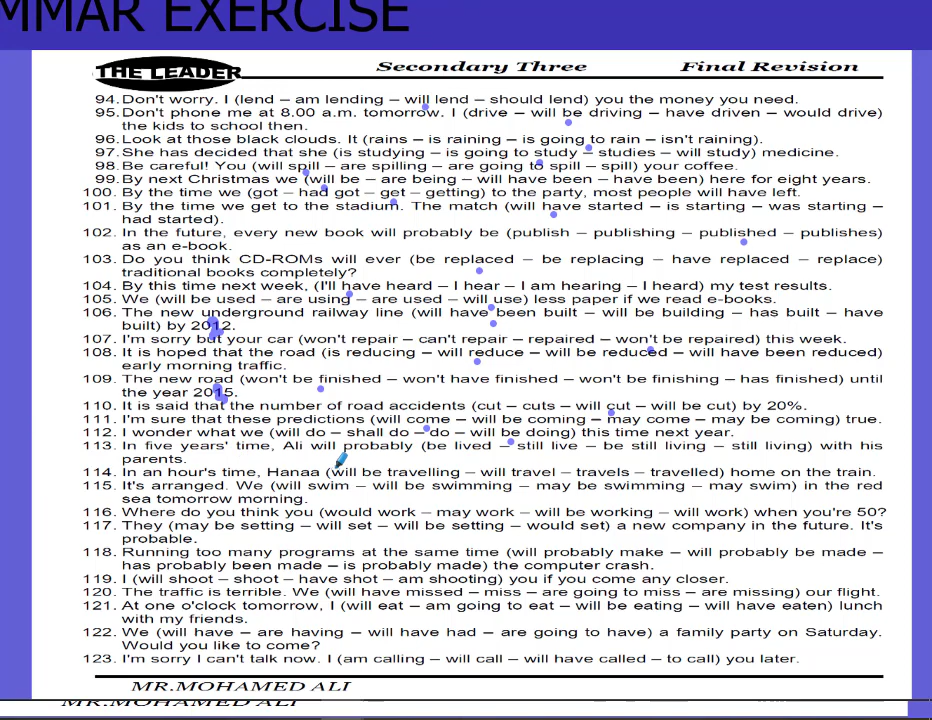 MMAR EXERCISE
THE LEADER Secondary Three Final Revision
94. Don't worry. I (lend – am lending – will lend – should lend) you the money you need.
95. Don't phone me at 8.00 a.m. tomorrow. I (drive – will be driving – have driven – would drive)
the kids to school then.
96. Look at those black clouds. It (rains – is raining – is going to rain – isn't raining).
97. She has decided that she (is studying – is going to study – studies – will study) medicine.
98. Be careful! You (will spill – are spilling – are going to spill – spill) your coffee.
99. By next Christmas we (will be – are being – will have been – have been) here for eight years.
100. By the time we (got – had got – get – getting) to the party, most people will have left.
101. By the time we get to the stadium. The match (will have started – is starting – was starting –
had started).
102. In the future, every new book will probably be (publish – publishing – published – publishes)
as an e-book.
103. Do you think CD-ROMs will ever (be replaced – be replacing – have replaced – replace)
traditional books completely?
104. By this time next week, (I'll have heard – I hear – I am hearing – I heard) my test results.
105. We (will be used – are using – are used – will use) less paper if we read e-books.
106. The new underground railway line (will have been built – will be building – has built – have
built) by 2012.
107. I'm sorry but your car (won't repair – can't repair – repaired – won't be repaired) this week.
108. It is hoped that the road (is reducing – will reduce – will be reduced – will have been reduced)
early morning traffic.
109. The new road (won't be finished – won't have finished – won't be finishing – has finished) until
the year 2015.
110. It is said that the number of road accidents (cut – cuts – will cut – will be cut) by 20%.
111. I'm sure that these predictions (will come – will be coming – may come – may be coming) true.
112. I wonder what we (will do – shall do – do – will be doing) this time next year.
113. In five years' time, Ali will probably (be lived – still live – be still living – still living) with his
parents.
114. In an hour's time, Hanaa (will be travelling – will travel – travels – travelled) home on the train.
115. It's arranged. We (will swim – will be swimming – may be swimming – may swim) in the red
sea tomorrow morning.
116. Where do you think you (would work – may work – will be working – will work) when you're 50?
117. They (may be setting – will set – will be setting – would set) a new company in the future. It's
probable.
118. Running too many programs at the same time (will probably make – will probably be made –
has probably been made – is probably made) the computer crash.
119. I (will shoot – shoot – have shot – am shooting) you if you come any closer.
120. The traffic is terrible. We (will have missed – miss – are going to miss – are missing) our flight.
121. At one o'clock tomorrow, I (will eat – am going to eat – will be eating – will have eaten) lunch
with my friends.
122. We (will have – are having – will have had – are going to have) a family party on Saturday.
Would you like to come?
123. I'm sorry I can't talk now. I (am calling – will call – will have called – to call) you later.
MR.MOHAMED ALI
MR.MOHAMED ALI